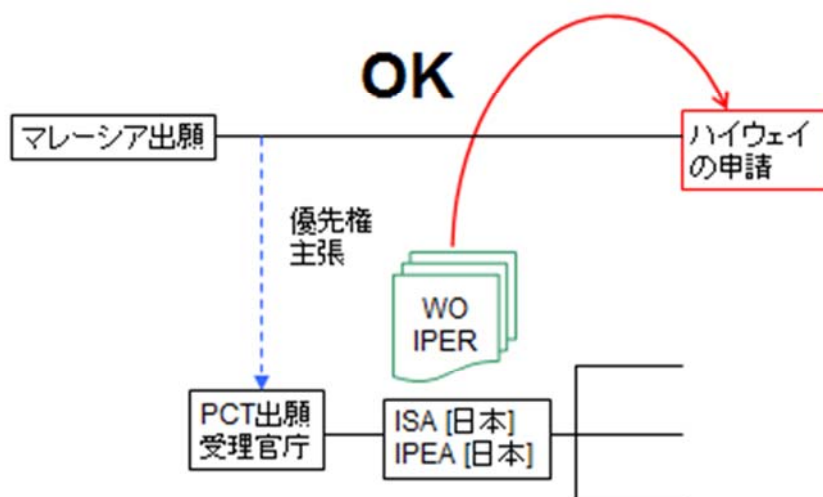 OK
マレーシア出願
ハイウェイ
の申請
優先権
主張
WO
IPER
PCT出願
受理官庁
ISA [日本]
IPEA [日本]